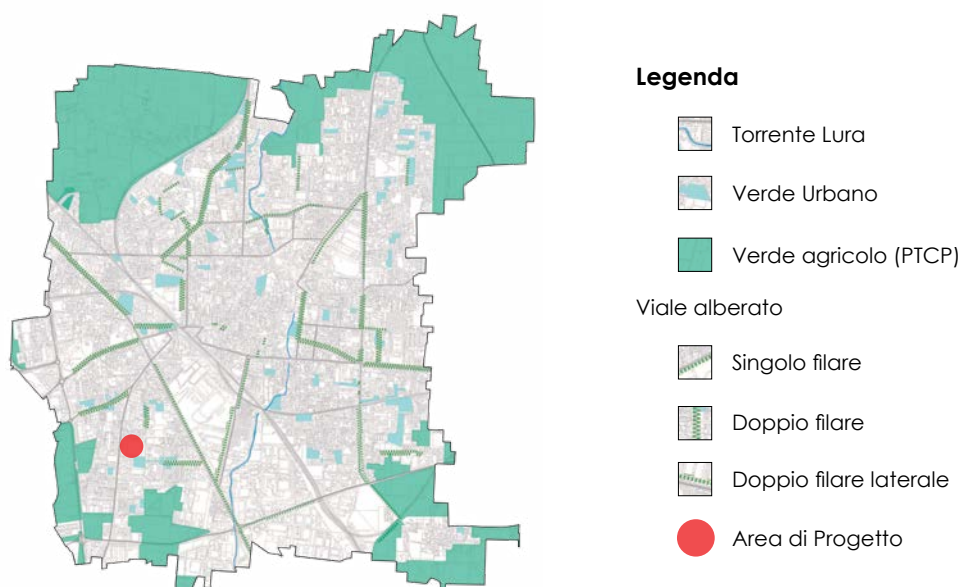 Legenda
Torrente Lura
Verde Urbano
Verde agricolo (PTCP)
Viale alberato
Singolo filare
Doppio filare
Doppio filare laterale
Area di Progetto